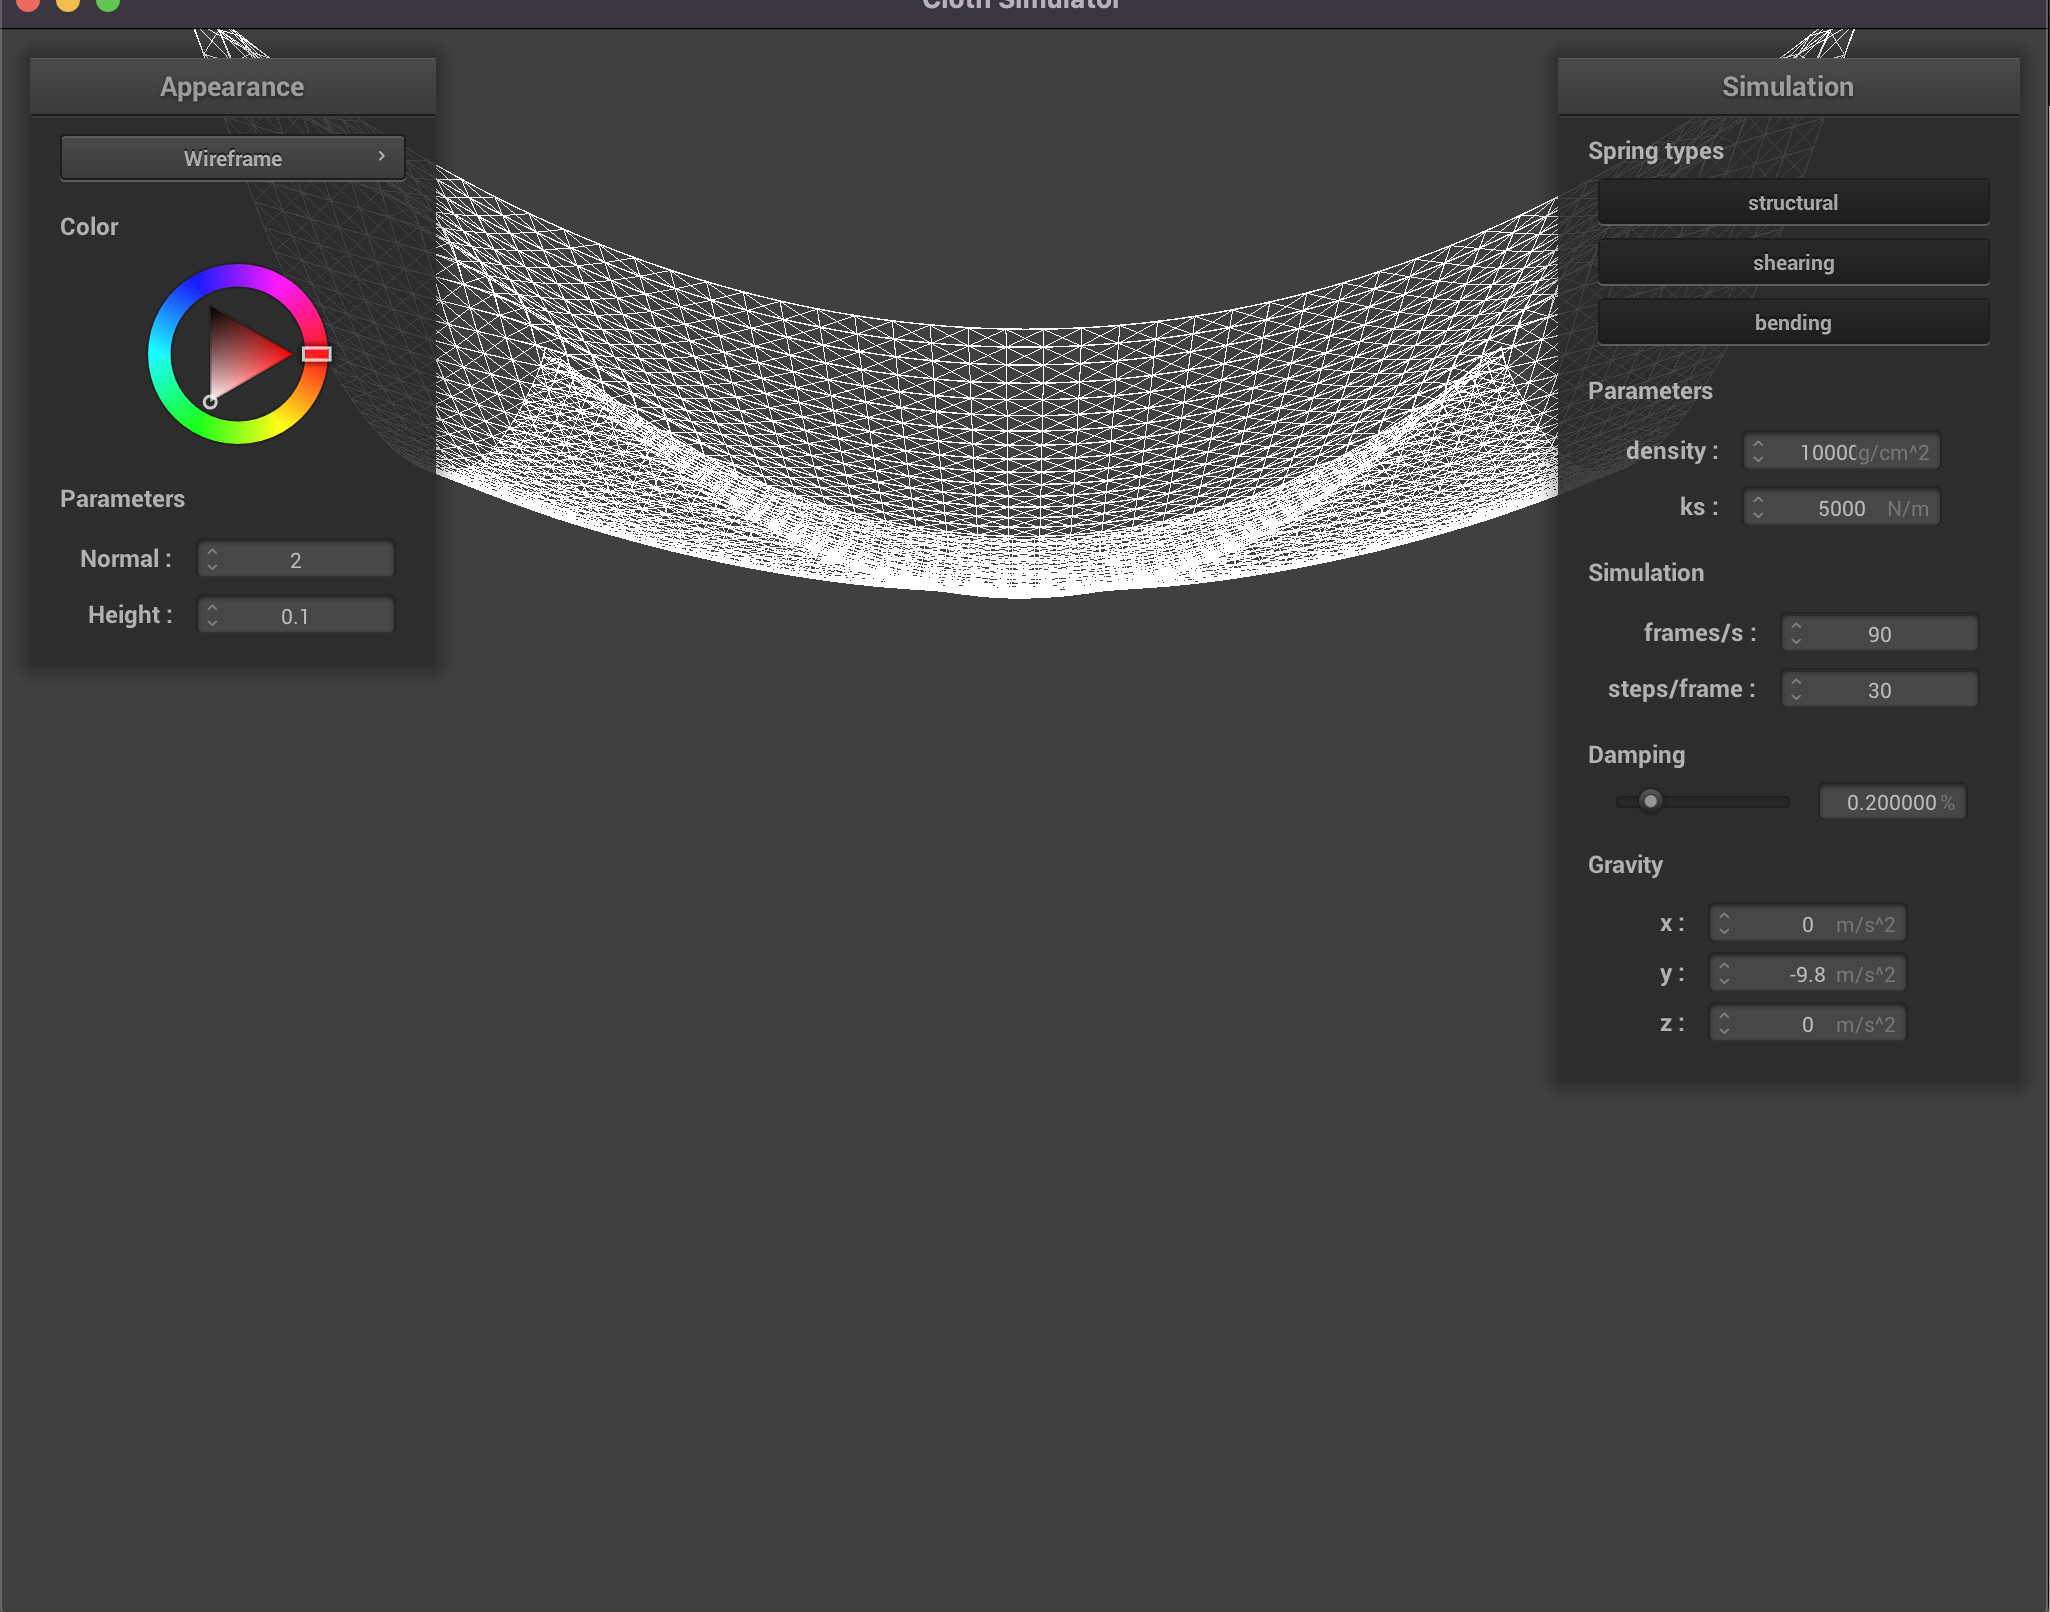 Cloth Simulator
Appearance
Wireframe
Color
Parameters
Normal : 2
Height : 0.1
Simulation
Spring types
structural
shearing
bending
Parameters
density : g/cm^2
ks : 5000 N/m
Simulation
frames/s : 90
steps/frame : 30
Damping
0.200000 %
Gravity
x : 0 m/s^2
y : -9.8 m/s^2
z : 0 m/s^2